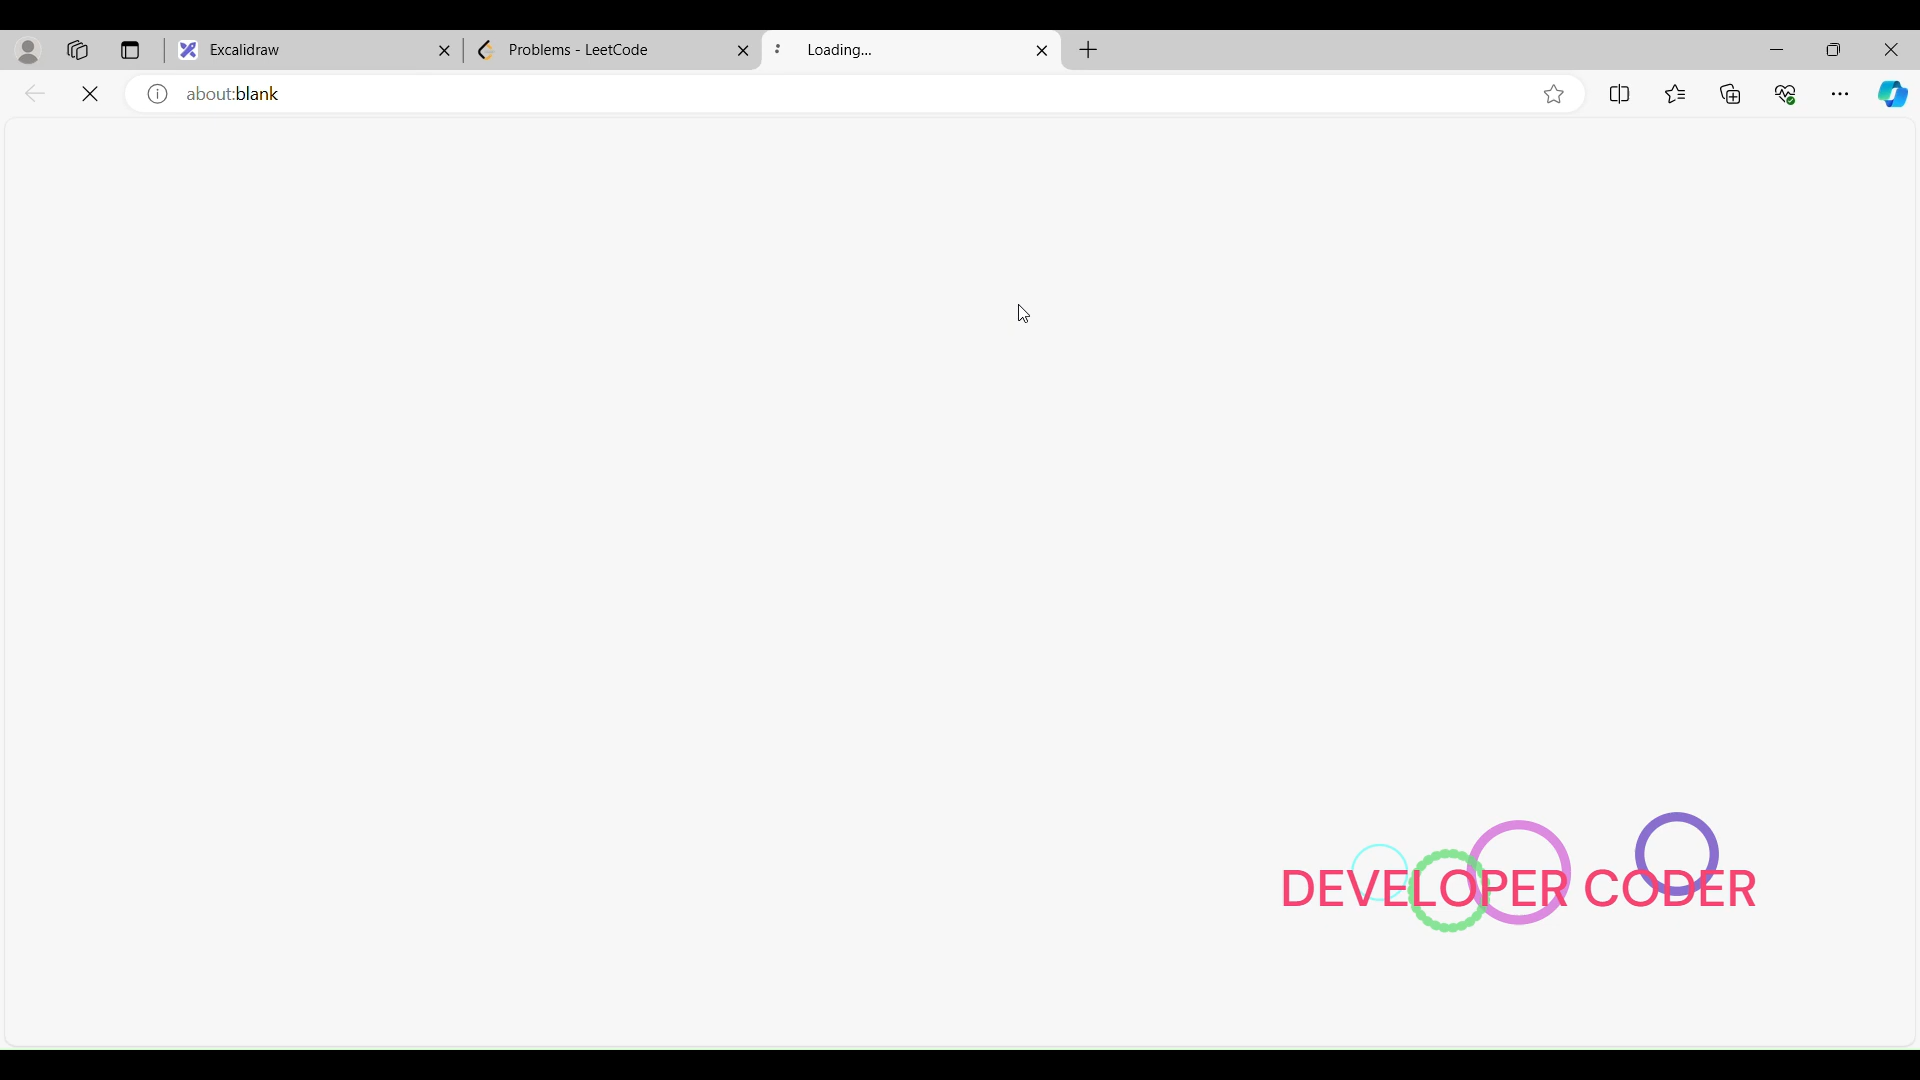 Excalidraw
Problems - LeetCode
Loading...
about:blank
DEVELOPER CODER